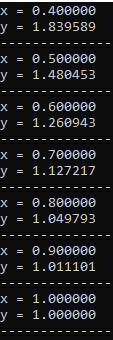 x = 0.400000
y = 1.839589
---------------
x = 0.500000
y = 1.480453
---------------
x = 0.600000
y = 1.260943
---------------
x = 0.700000
y = 1.127217
---------------
x = 0.800000
y = 1.049793
---------------
x = 0.900000
y = 1.011101
---------------
x = 1.000000
y = 1.000000
---------------